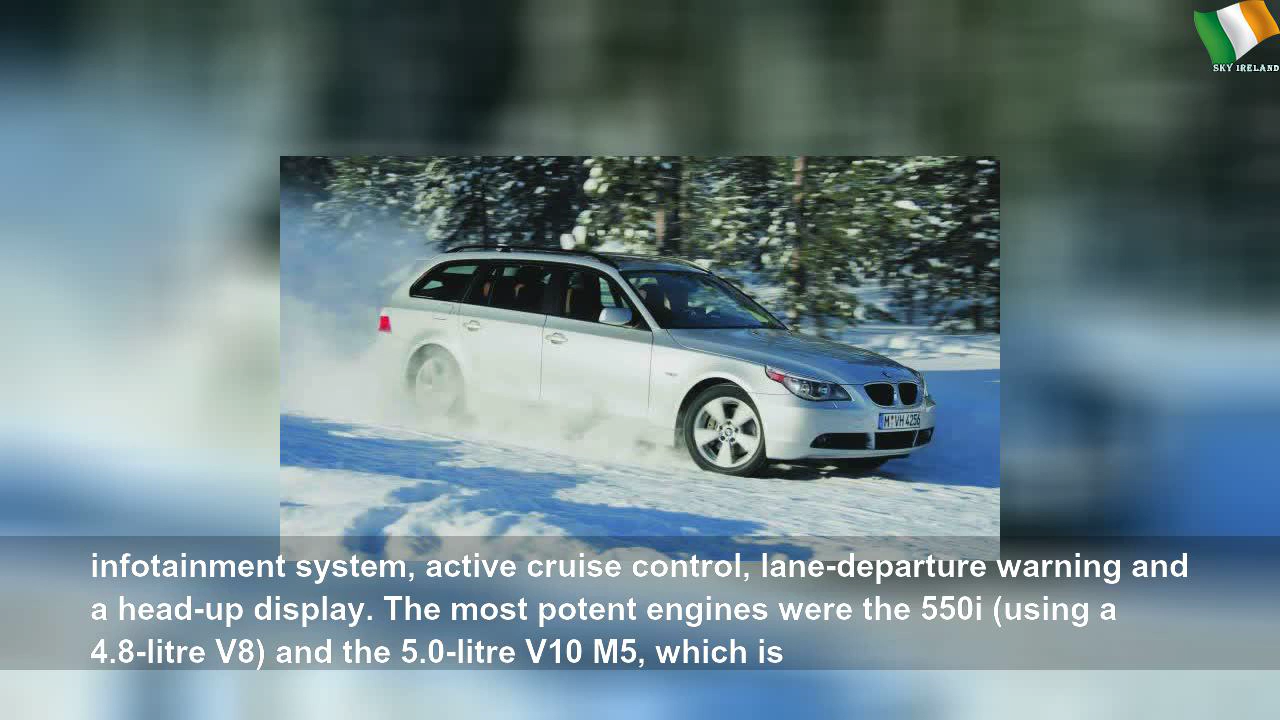 SKY IRELAND
M VH 4256
infotainment system, active cruise control, lane-departure warning and
a head-up display. The most potent engines were the 550i (using a
4.8-litre V8) and the 5.0-litre V10 M5, which is